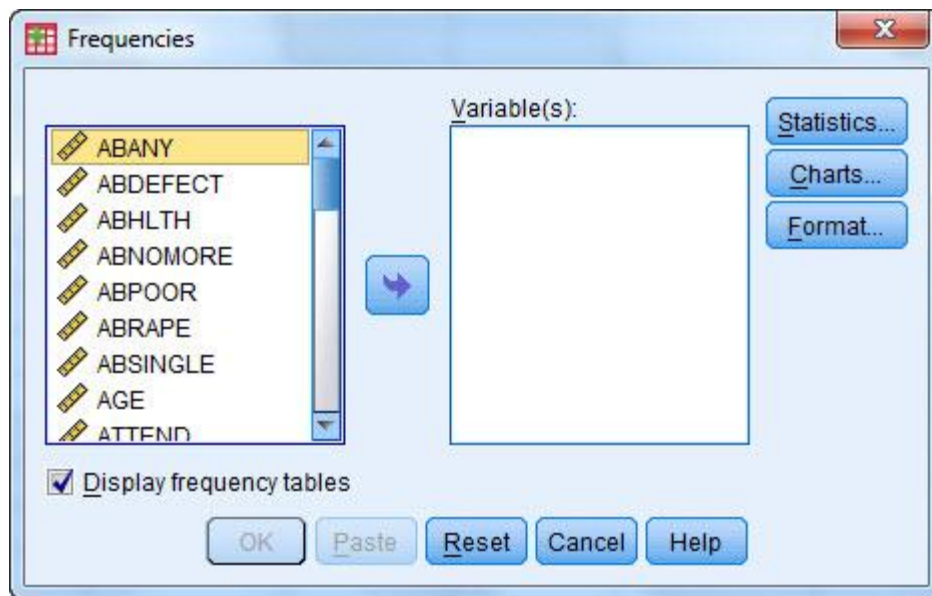 Frequencies
Variable(s):
ABANY
ABDEFECT
ABHLTH
ABNOMORE
ABPOOR
ABRAPE
ABSINGLE
AGE
ATTEND
Statistics...
Charts...
Format...
Display frequency tables
OK Paste Reset Cancel Help